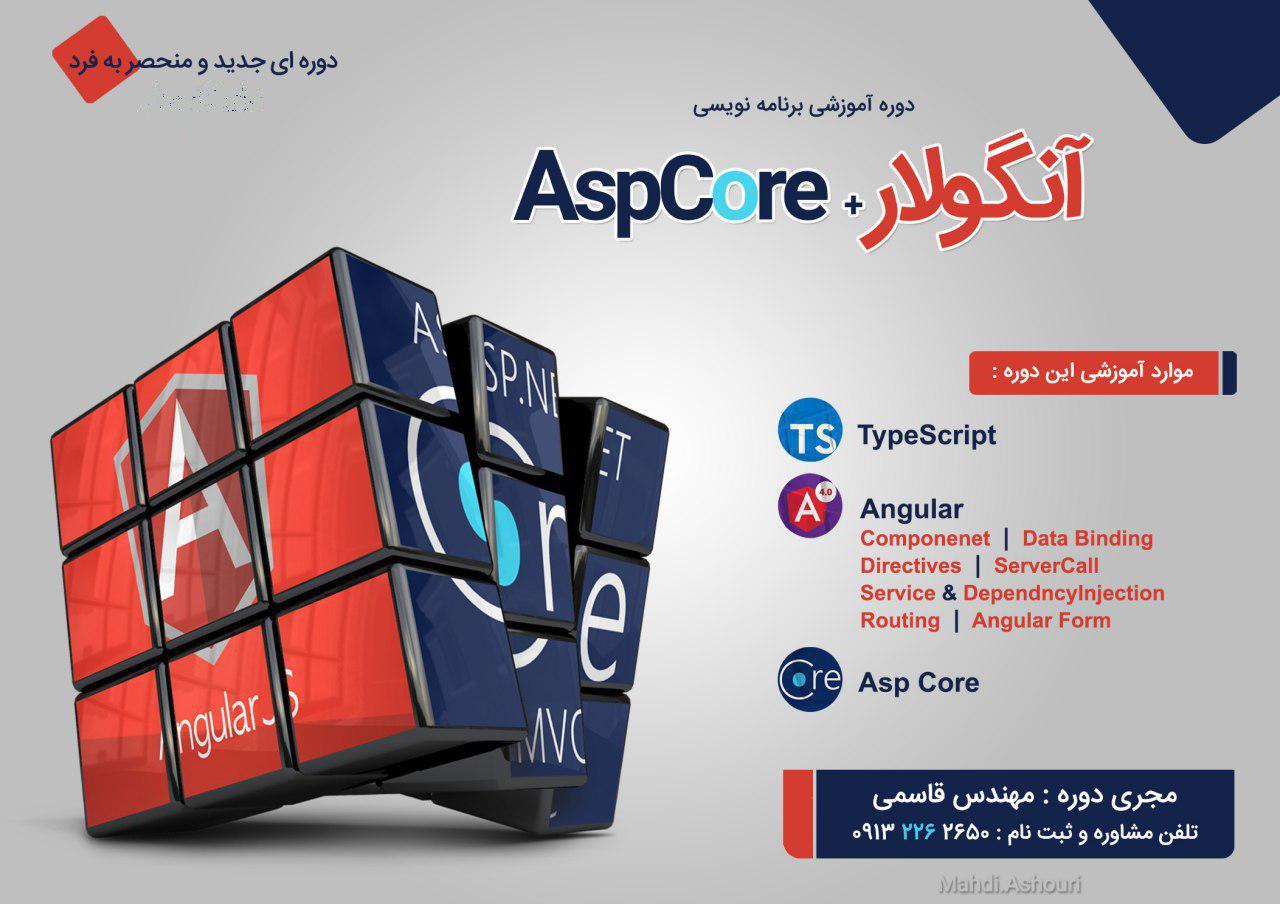 دوره ای جدید و منحصر به فرد
دوره آموزشی برنامه نویسی
آنگولار + AspCore
موارد آموزشی این دوره :
TS TypeScript
A 4.0 Angular
Componenet | Data Binding
Directives | ServerCall
Service & DependncyInjection
Routing | Angular Form
Core Asp Core
مجری دوره : مهندس قاسمی
تلفن مشاوره و ثبت نام : ۰۹۱۳ ۲۲۶ ۲۶۵۰
Mahdi.Ashouri
A
AngularJS
ASP.NET
Core
MVC